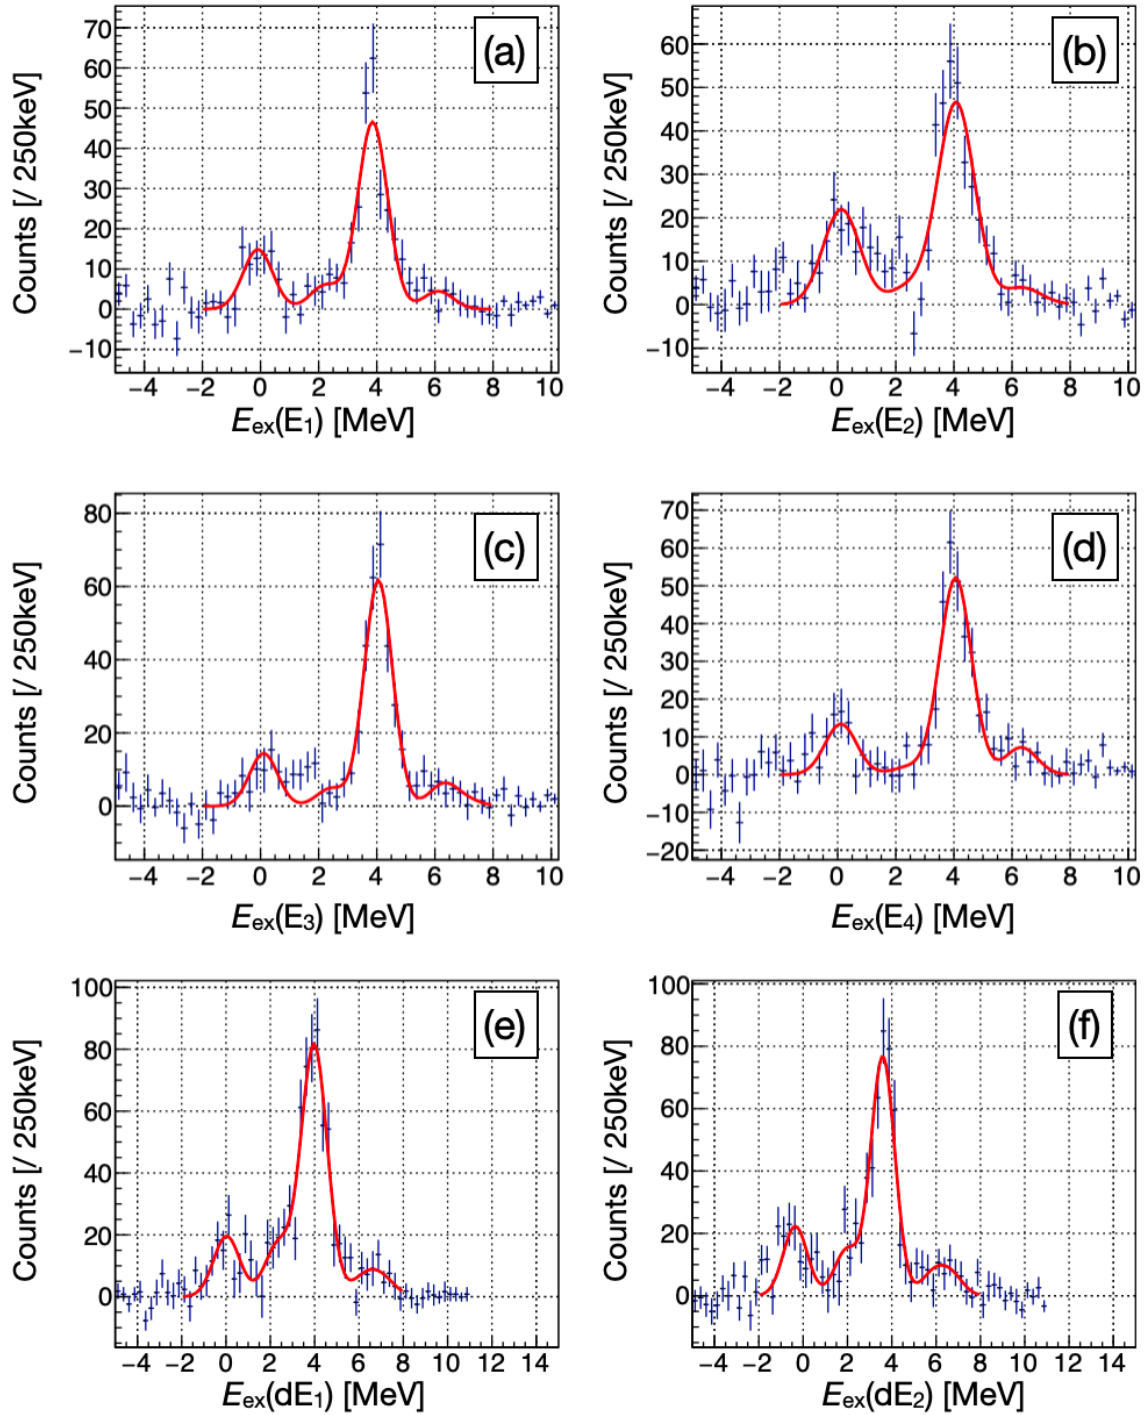 (a)
Counts [/ 250keV]
70
60
50
40
30
20
10
0
−10
−4 −2 0 2 4 6 8 10
Eex(E1) [MeV]
(b)
Counts [/ 250keV]
60
50
40
30
20
10
0
−10
−4 −2 0 2 4 6 8 10
Eex(E2) [MeV]
(c)
Counts [/ 250keV]
80
60
40
20
0
−4 −2 0 2 4 6 8 10
Eex(E3) [MeV]
(d)
Counts [/ 250keV]
70
60
50
40
30
20
10
0
−10
−20
−4 −2 0 2 4 6 8 10
Eex(E4) [MeV]
(e)
Counts [/ 250keV]
100
80
60
40
20
0
−4 −2 0 2 4 6 8 10 12 14
Eex(dE1) [MeV]
(f)
Counts [/ 250keV]
100
80
60
40
20
0
−4 −2 0 2 4 6 8 10 12 14
Eex(dE2) [MeV]